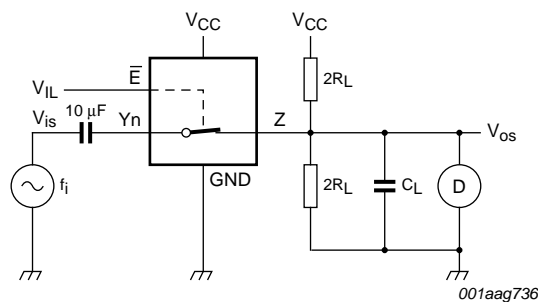 VCC
VCC
E̅
2RL
VIL
Vis
10 μF
Yn
Z
Vos
fi
GND
2RL
CL
D
001aag736